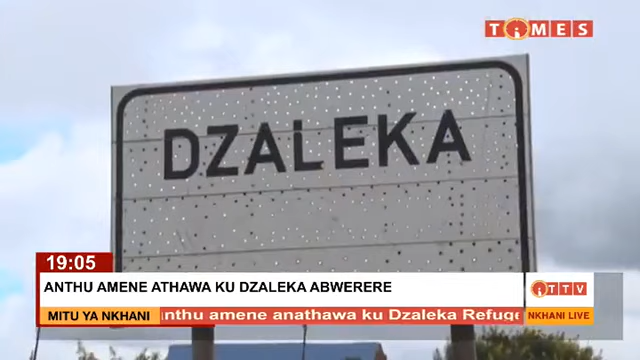 TIMES
DZALEKA
19:05
ANTHU AMENE ATHAWA KU DZALEKA ABWERERE
TTV
MITU YA NKHANI
anthu amene anathawa ku Dzaleka Refuge
NKHANI LIVE